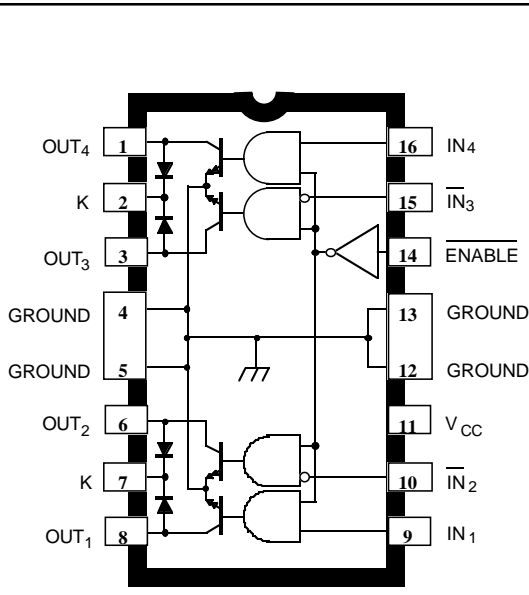 OUT4 1 16 IN4
K 2 15 IN3
OUT3 3 14 ENABLE
GROUND 4 13 GROUND
GROUND 5 12 GROUND
OUT2 6 11 VCC
K 7 10 IN2
OUT1 8 9 IN1